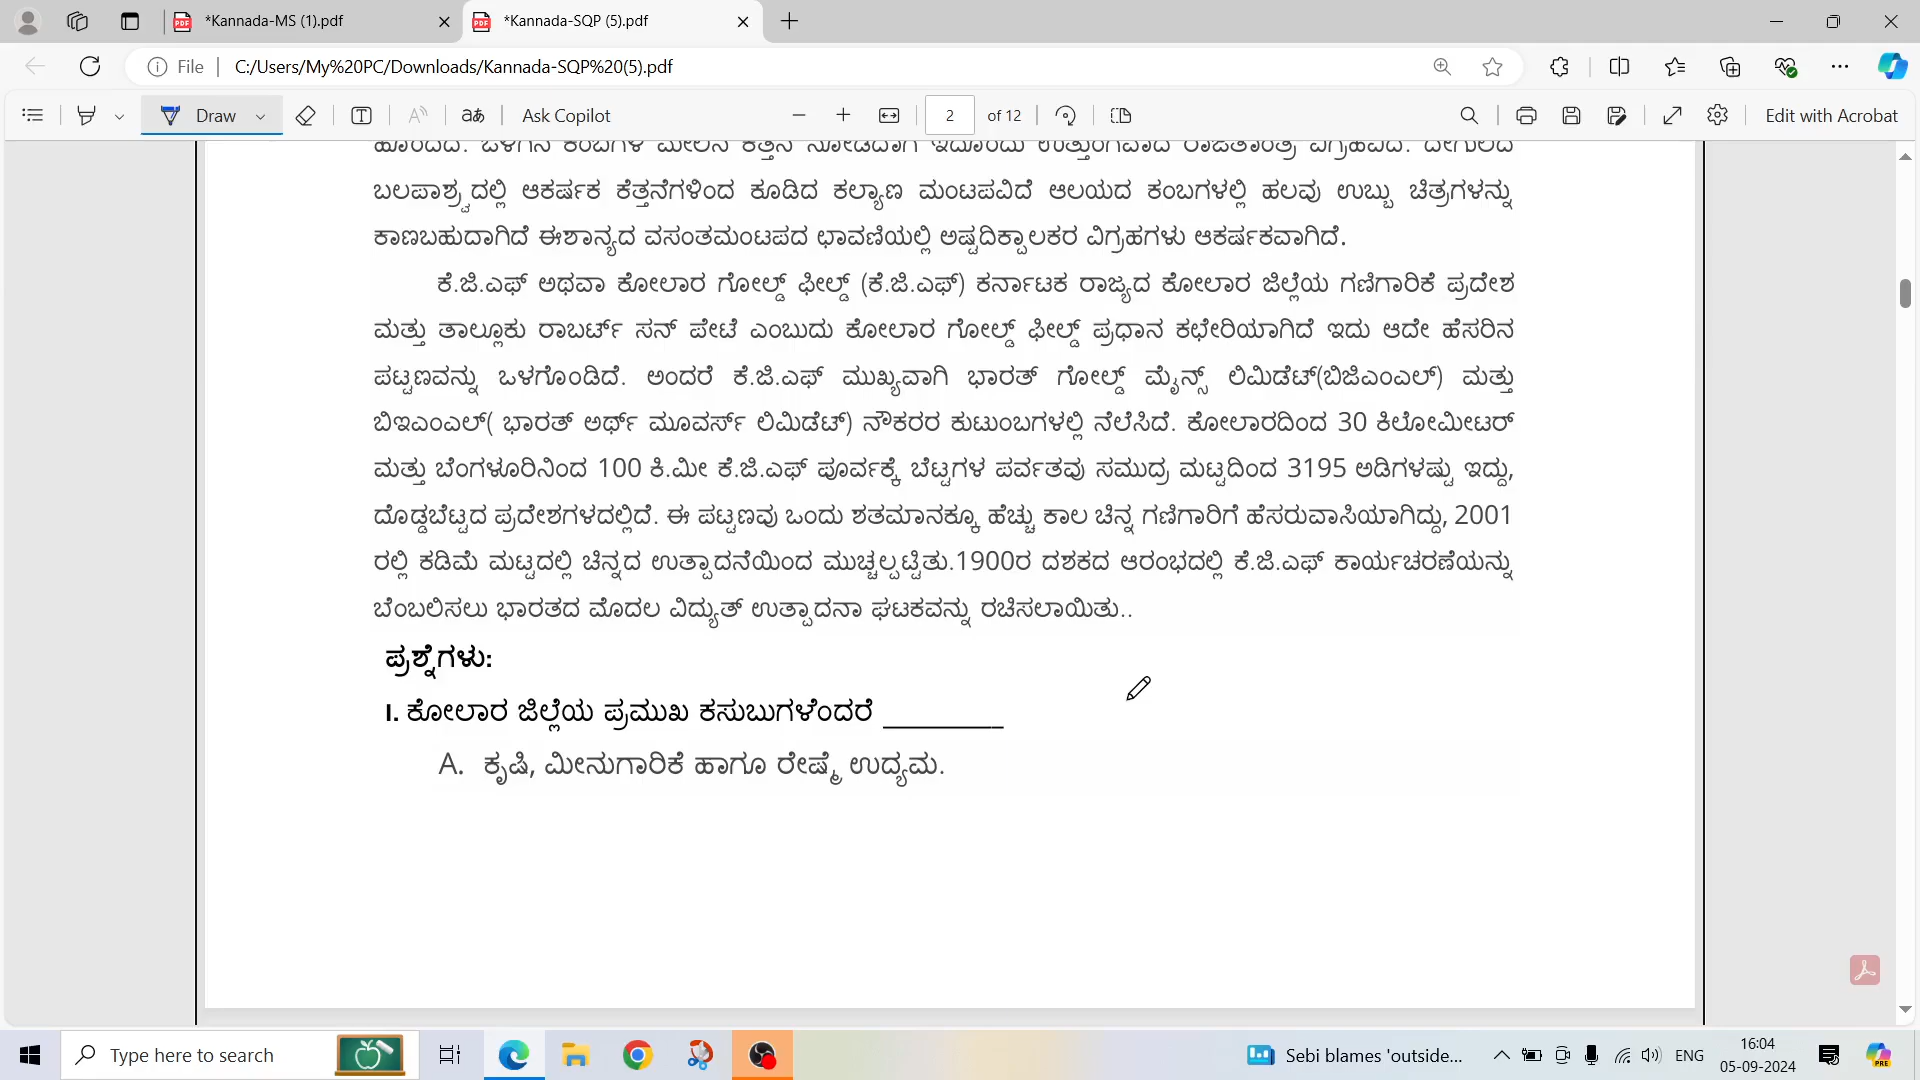 *Kannada-MS (1).pdf
*Kannada-SQP (5).pdf
File
C:/Users/My%20PC/Downloads/Kannada-SQP%20(5).pdf
Draw
aあ
Ask Copilot
2 of 12
Edit with Acrobat
ಬಲಪಾರ್ಶ್ವದಲ್ಲಿ ಆಕರ್ಷಕ ಕೆತ್ತನೆಗಳಿಂದ ಕೂಡಿದ ಕಲ್ಯಾಣ ಮಂಟಪವಿದೆ ಆಲಯದ ಕಂಬಗಳಲ್ಲಿ ಹಲವು ಉಬ್ಬು ಚಿತ್ರಗಳನ್ನು
ಕಾಣಬಹುದಾಗಿದೆ ಈಶಾನ್ಯದ ವಸಂತಮಂಟಪದ ಛಾವಣಿಯಲ್ಲಿ ಅಷ್ಟದಿಕ್ಪಾಲಕರ ವಿಗ್ರಹಗಳು ಆಕರ್ಷಕವಾಗಿದೆ.
ಕೆ.ಜಿ.ಎಫ್ ಅಥವಾ ಕೋಲಾರ ಗೋಲ್ಡ್ ಫೀಲ್ಡ್ (ಕೆ.ಜಿ.ಎಫ್) ಕರ್ನಾಟಕ ರಾಜ್ಯದ ಕೋಲಾರ ಜಿಲ್ಲೆಯ ಗಣಿಗಾರಿಕೆ ಪ್ರದೇಶ
ಮತ್ತು ತಾಲ್ಲೂಕು ರಾಬರ್ಟ್ ಸನ್ ಪೇಟೆ ಎಂಬುದು ಕೋಲಾರ ಗೋಲ್ಡ್ ಫೀಲ್ಡ್ ಪ್ರಧಾನ ಕಛೇರಿಯಾಗಿದೆ ಇದು ಆದೇ ಹೆಸರಿನ
ಪಟ್ಟಣವನ್ನು ಒಳಗೊಂಡಿದೆ. ಅಂದರೆ ಕೆ.ಜಿ.ಎಫ್ ಮುಖ್ಯವಾಗಿ ಭಾರತ್ ಗೋಲ್ಡ್ ಮೈನ್ಸ್ ಲಿಮಿಡೆಟ್(ಬಿಜಿಎಂಎಲ್) ಮತ್ತು
ಬಿಇಎಂಎಲ್( ಭಾರತ್ ಅರ್ಥ್ ಮೂವರ್ಸ್ ಲಿಮಿಡೆಟ್) ನೌಕರರ ಕುಟುಂಬಗಳಲ್ಲಿ ನೆಲೆಸಿದೆ. ಕೋಲಾರದಿಂದ 30 ಕಿಲೋಮೀಟರ್
ಮತ್ತು ಬೆಂಗಳೂರಿನಿಂದ 100 ಕಿ.ಮೀ ಕೆ.ಜಿ.ಎಫ್ ಪೂರ್ವಕ್ಕೆ ಬೆಟ್ಟಗಳ ಪರ್ವತವು ಸಮುದ್ರ ಮಟ್ಟದಿಂದ 3195 ಅಡಿಗಳಷ್ಟು ಇದ್ದು,
ದೊಡ್ಡಬೆಟ್ಟದ ಪ್ರದೇಶಗಳದಲ್ಲಿದೆ. ಈ ಪಟ್ಟಣವು ಒಂದು ಶತಮಾನಕ್ಕೂ ಹೆಚ್ಚು ಕಾಲ ಚಿನ್ನ ಗಣಿಗಾರಿಗೆ ಹೆಸರುವಾಸಿಯಾಗಿದ್ದು, 2001
ರಲ್ಲಿ ಕಡಿಮೆ ಮಟ್ಟದಲ್ಲಿ ಚಿನ್ನದ ಉತ್ಪಾದನೆಯಿಂದ ಮುಚ್ಚಲ್ಪಟ್ಟಿತು.1900ರ ದಶಕದ ಆರಂಭದಲ್ಲಿ ಕೆ.ಜಿ.ಎಫ್ ಕಾರ್ಯಚರಣೆಯನ್ನು
ಬೆಂಬಲಿಸಲು ಭಾರತದ ಮೊದಲ ವಿದ್ಯುತ್ ಉತ್ಪಾದನಾ ಘಟಕವನ್ನು ರಚಿಸಲಾಯಿತು..
ಪ್ರಶ್ನೆಗಳು:
I. ಕೋಲಾರ ಜಿಲ್ಲೆಯ ಪ್ರಮುಖ ಕಸುಬುಗಳೆಂದರೆ _________
A. ಕೃಷಿ, ಮೀನುಗಾರಿಕೆ ಹಾಗೂ ರೇಷ್ಮೆ ಉದ್ಯಮ.
Type here to search
Sebi blames 'outside...
ENG
16:04
05-09-2024